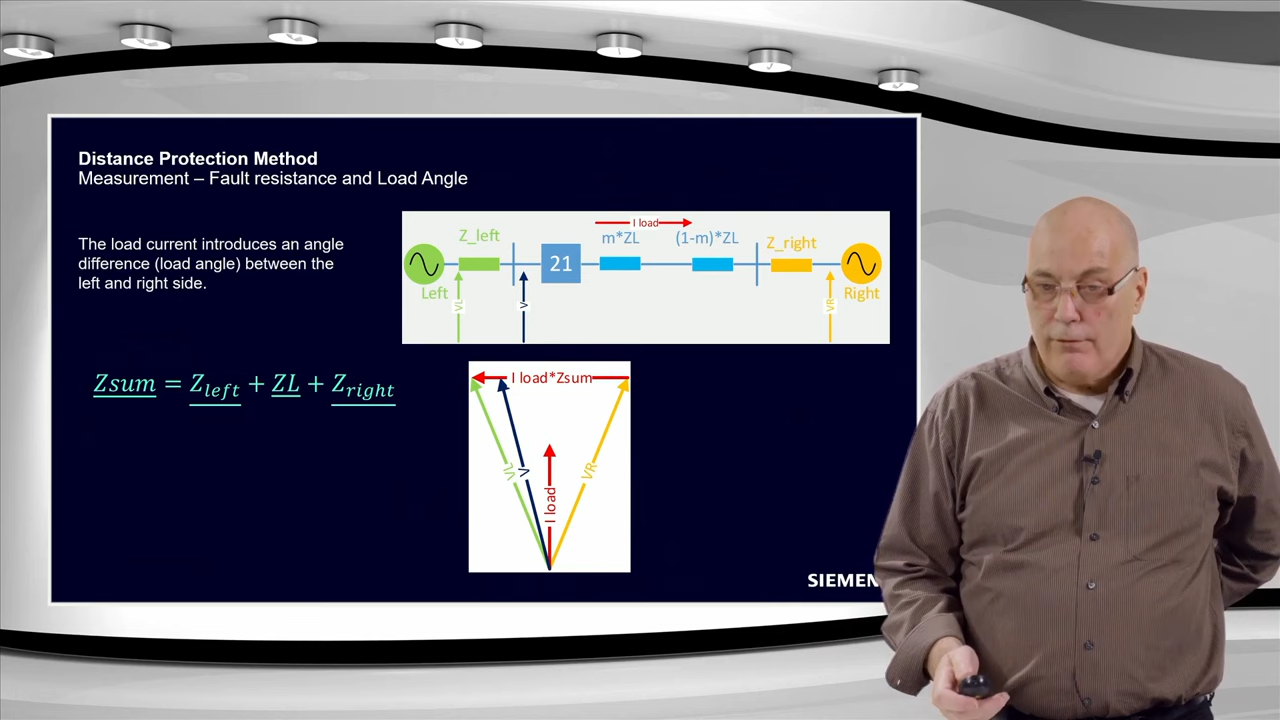 Distance Protection Method
Measurement – Fault resistance and Load Angle
The load current introduces an angle
difference (load angle) between the
left and right side.
I load
Z_left
m*ZL
(1-m)*ZL
Z_right
21
Left
VL
V
VR
Right
Zsum = Zleft + ZL + Zright
I load*Zsum
VL
V
I load
VR
SIEMEN